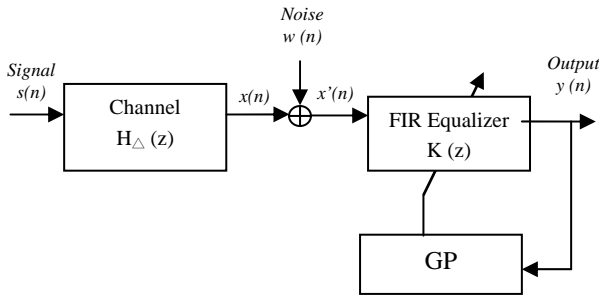 Noise
w (n)
Signal
s(n)
Channel
H△ (z)
x(n)
x’(n)
FIR Equalizer
K (z)
Output
y (n)
GP